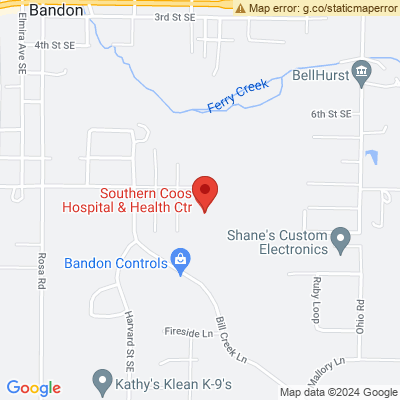 Bandon
3rd St SE
Map error: g.co/staticmaperror
Elmira Ave SE
4th St SE
Ferry Creek
BellHurst
6th St SE
Southern Coos
Hospital & Health Ctr
Shane's Custom
Electronics
Bandon Controls
Rosa Rd
Ruby Loop
Ohio Rd
Harvard St SE
Bill Creek Ln
Fireside Ln
Mallory Ln
Kathy's Klean K-9's
Google
Map data ©2024 Google